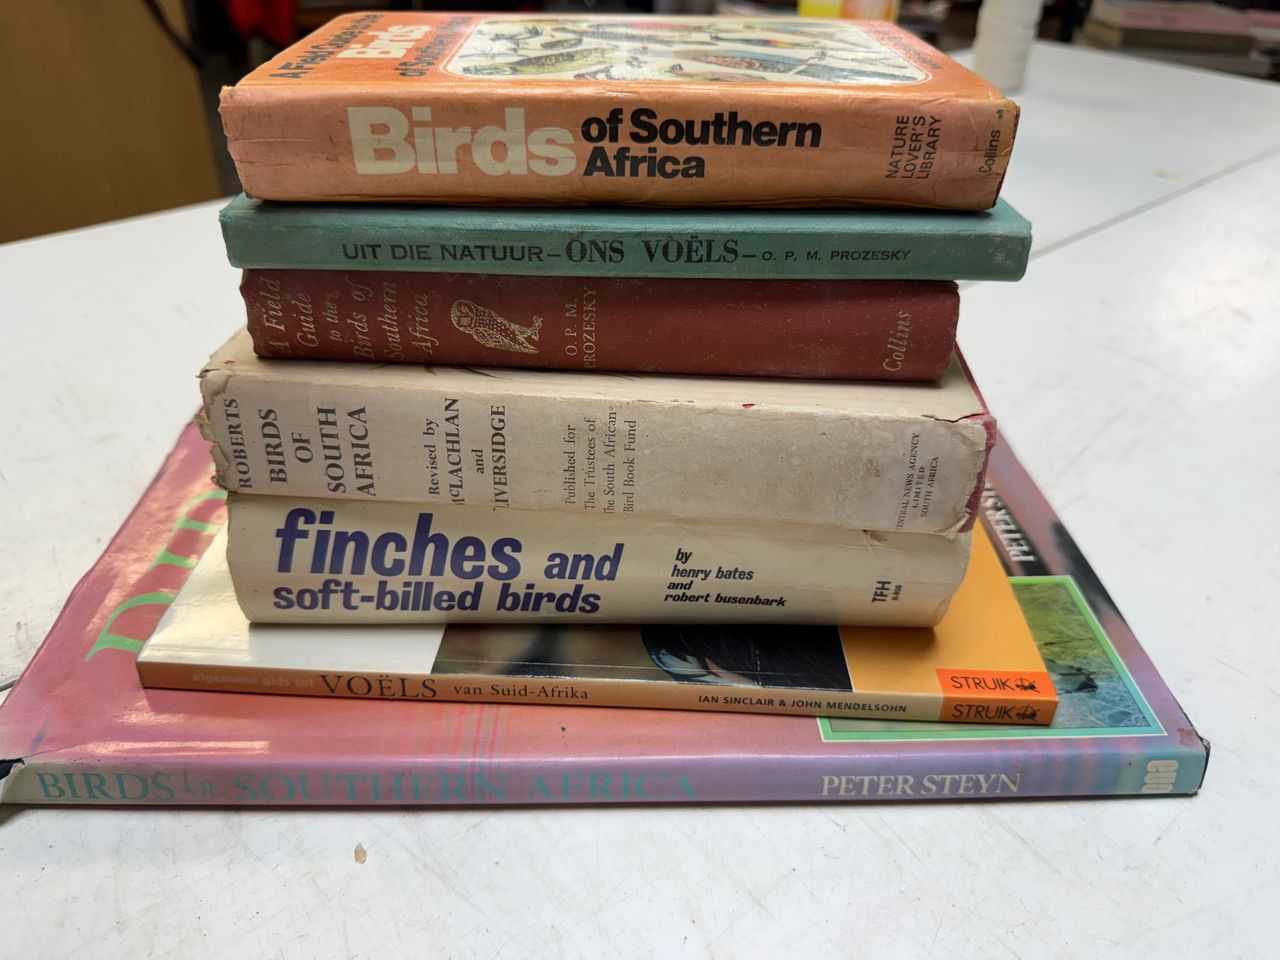 A Field Guide to the
Birds
Birds
of Southern
Africa
NATURE
LOVER'S
LIBRARY
Collins
UIT DIE NATUUR–ONS VOËLS–O. P. M. PROZESKY
A Field
Guide
to the
Birds of
Southern
Africa
O. P. M.
PROZESKY
Collins
ROBERTS
BIRDS
OF
SOUTH
AFRICA
Revised by
McLACHLAN
and
LIVERSIDGE
Published for
The Trustees of
The South African
Bird Book Fund
CENTRAL NEWS AGENCY
LIMITED
SOUTH AFRICA
finches and
soft-billed birds
by
henry bates
and
robert busenbark
TFH
algemene gids tot VOËLS van Suid-Afrika
IAN SINCLAIR & JOHN MENDELSOHN
STRUIK
STRUIK
BIRDS OF SOUTHERN AFRICA
PETER STEYN
cna